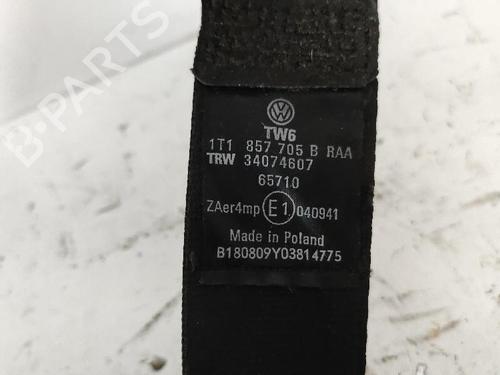 TW6
1T1 857 705 B RAA
TRW 34074607
65710
ZAer4mp E1 040941
Made in Poland
B180809Y03814775
B-PARTS